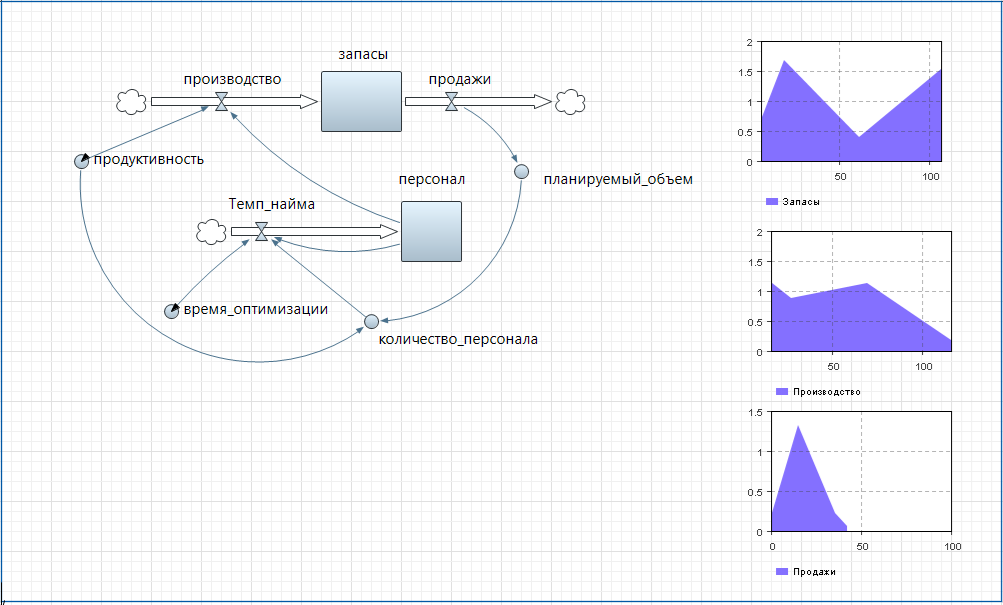 запасы
производство
продажи
продуктивность
персонал
планируемый_объем
Темп_найма
время_оптимизации
количество_персонала
2
1.5
1
0.5
0
50
100
Запасы
2
1.5
1
0.5
0
50
100
Производство
1.5
1
0.5
0
0
50
100
Продажи